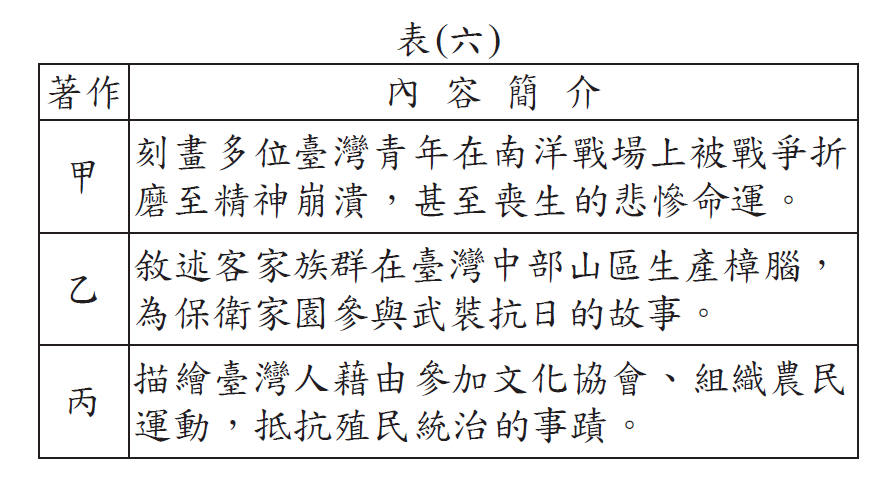 表(六)
著作 內容簡介
甲 刻畫多位臺灣青年在南洋戰場上被戰爭折
磨至精神崩潰，甚至喪生的悲慘命運。
乙 敘述客家族群在臺灣中部山區生產樟腦，
為保衛家園參與武裝抗日的故事。
丙 描繪臺灣人藉由參加文化協會、組織農民
運動，抵抗殖民統治的事蹟。